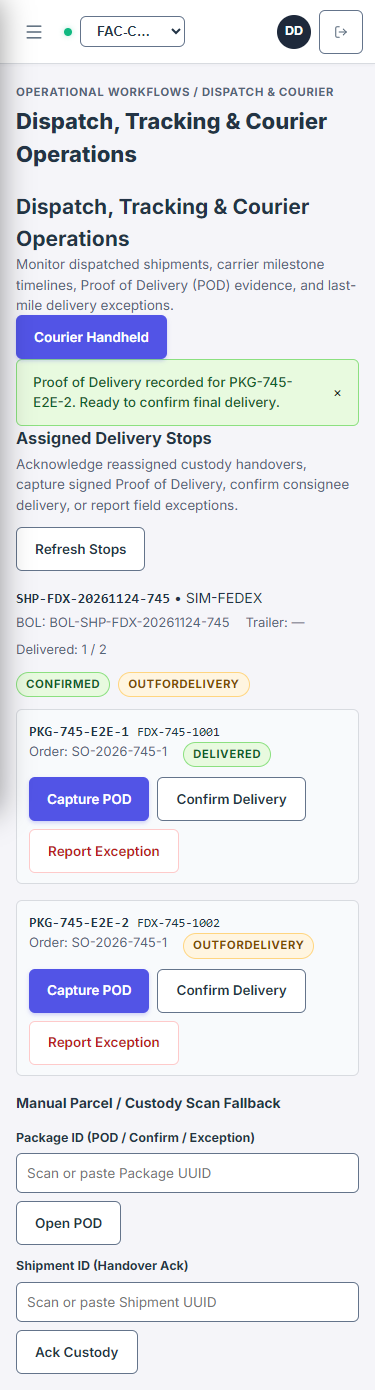 FAC-C...
DD
OPERATIONAL WORKFLOWS / DISPATCH & COURIER
Dispatch, Tracking & Courier
Operations
Dispatch, Tracking & Courier
Operations
Monitor dispatched shipments, carrier milestone
timelines, Proof of Delivery (POD) evidence, and last-
mile delivery exceptions.
Courier Handheld
Proof of Delivery recorded for PKG-745-
E2E-2. Ready to confirm final delivery.
×
Assigned Delivery Stops
Acknowledge reassigned custody handovers,
capture signed Proof of Delivery, confirm consignee
delivery, or report field exceptions.
Refresh Stops
SHP-FDX-20261124-745 • SIM-FEDEX
BOL: BOL-SHP-FDX-20261124-745 Trailer: —
Delivered: 1 / 2
CONFIRMED OUTFORDELIVERY
PKG-745-E2E-1 FDX-745-1001
Order: SO-2026-745-1 DELIVERED
Capture POD Confirm Delivery
Report Exception
PKG-745-E2E-2 FDX-745-1002
Order: SO-2026-745-1 OUTFORDELIVERY
Capture POD Confirm Delivery
Report Exception
Manual Parcel / Custody Scan Fallback
Package ID (POD / Confirm / Exception)
Scan or paste Package UUID
Open POD
Shipment ID (Handover Ack)
Scan or paste Shipment UUID
Ack Custody